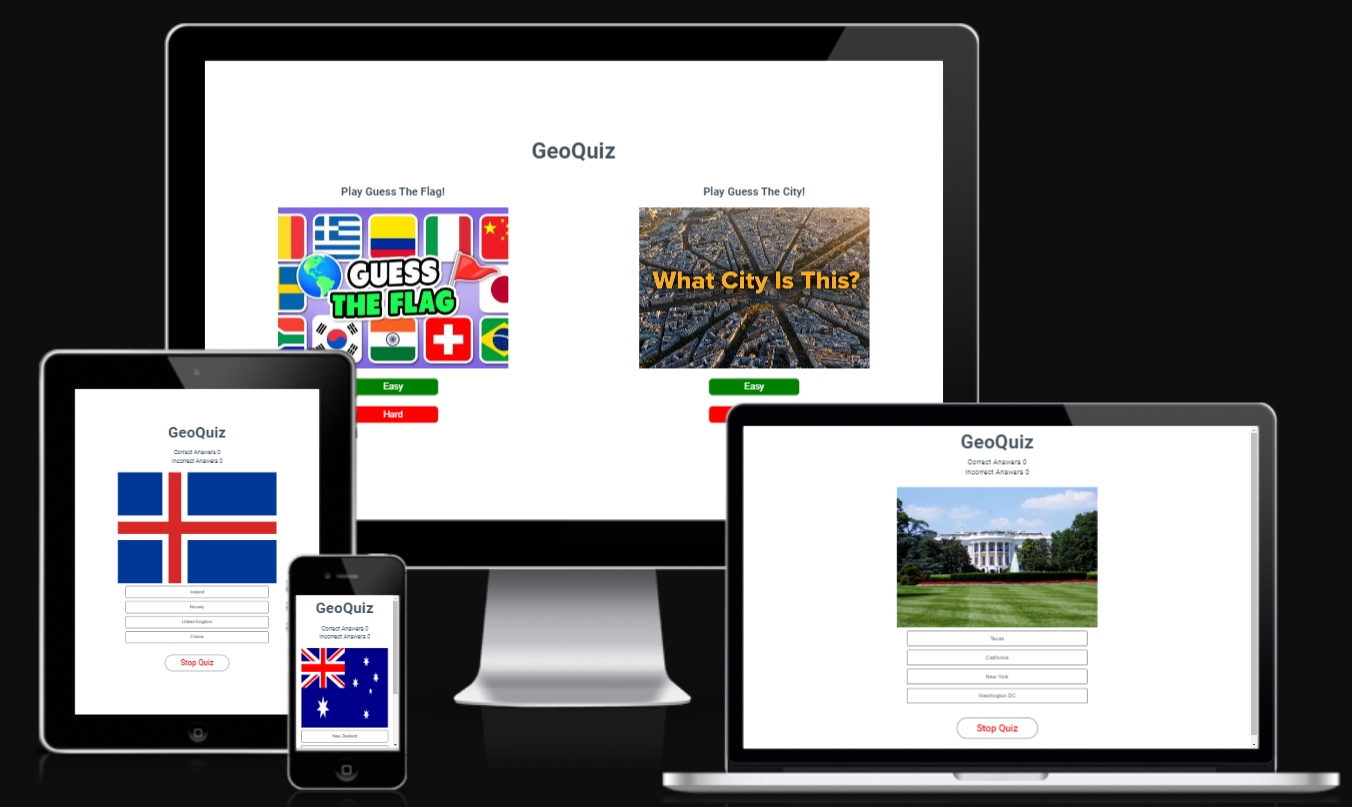 GeoQuiz
Play Guess The Flag!
Play Guess The City!
GUESS
THE FLAG
What City Is This?
Easy
Hard
Easy
GeoQuiz
Correct Answers 0
Incorrect Answers 0
Iceland
Norway
United Kingdom
France
Stop Quiz
GeoQuiz
Correct Answers 0
Incorrect Answers 0
New Zealand
GeoQuiz
Correct Answers 0
Incorrect Answers 0
Texas
California
New York
Washington DC
Stop Quiz